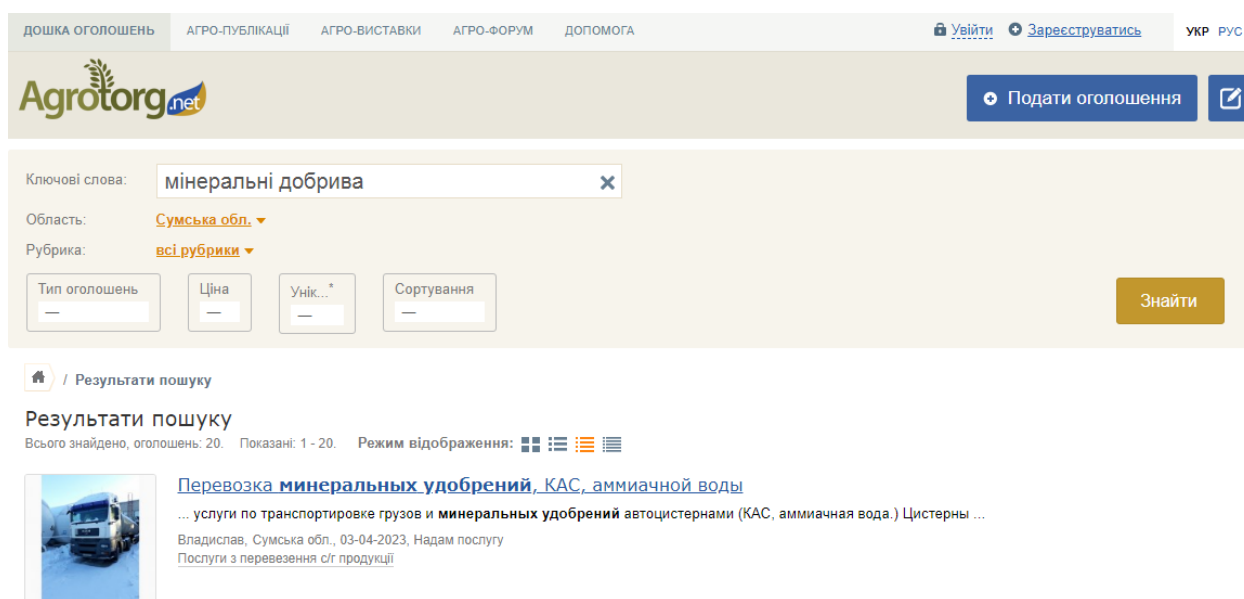 ДОШКА ОГОЛОШЕНЬ АГРО-ПУБЛІКАЦІЇ АГРО-ВИСТАВКИ АГРО-ФОРУМ ДОПОМОГА Увійти Зареєструватись УКР РУС
Agrotorg.net
Подати оголошення
Ключові слова: мінеральні добрива
Область: Сумська обл.
Рубрика: всі рубрики
Тип оголошень Ціна Унік...* Сортування
— — — —
Знайти
/ Результати пошуку
Результати пошуку
Всього знайдено, оголошень: 20. Показані: 1 - 20. Режим відображення:
Перевозка минеральных удобрений, КАС, аммиачной воды
... услуги по транспортировке грузов и минеральных удобрений автоцистернами (КАС, аммиачная вода.) Цистерны ...
Владислав, Сумська обл., 03-04-2023, Надам послугу
Послуги з перевезення с/г продукції